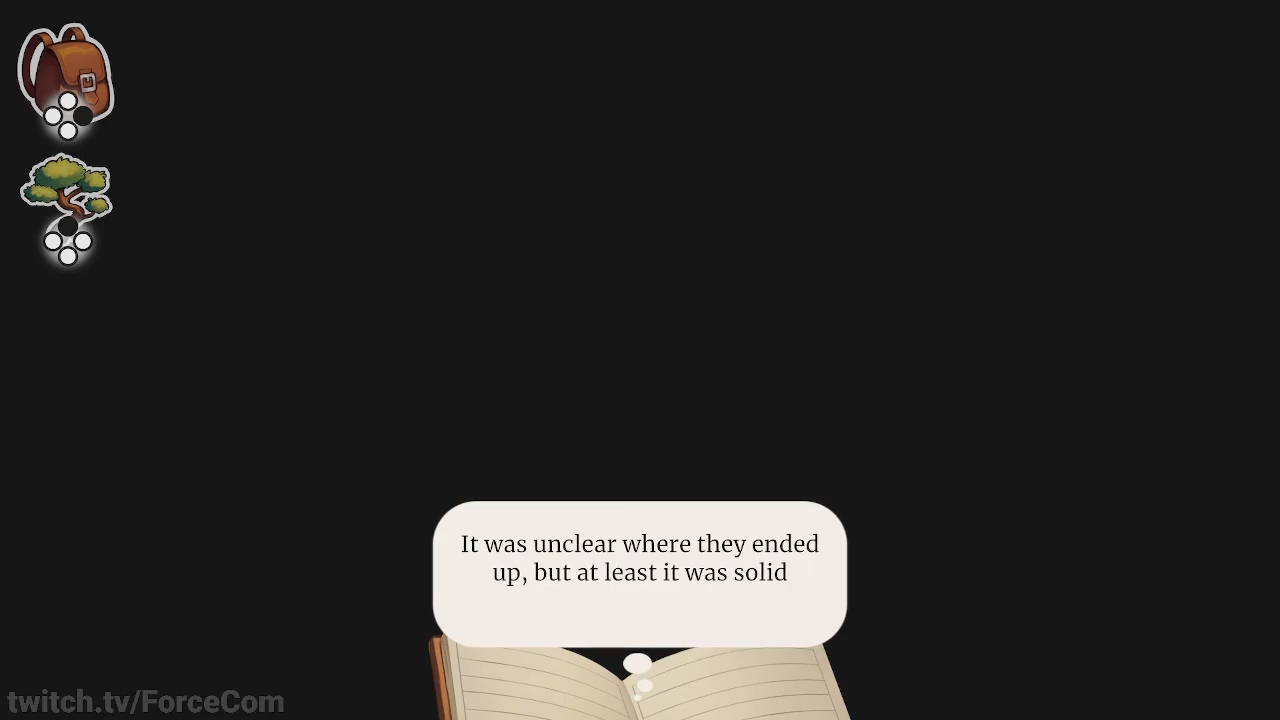 It was unclear where they ended
up, but at least it was solid
twitch.tv/ForceCom